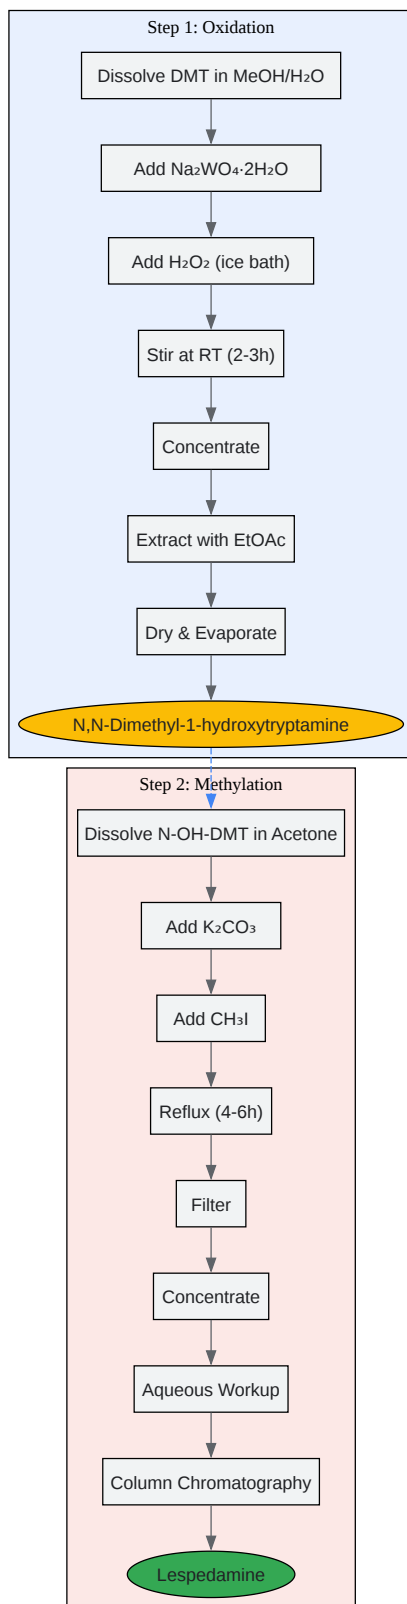 Step 1: Oxidation
Dissolve DMT in MeOH/H₂O
Add Na₂WO₄·2H₂O
Add H₂O₂ (ice bath)
Stir at RT (2-3h)
Concentrate
Extract with EtOAc
Dry & Evaporate
N,N-Dimethyl-1-hydroxytryptamine
Step 2: Methylation
Dissolve N-OH-DMT in Acetone
Add K₂CO₃
Add CH₃I
Reflux (4-6h)
Filter
Concentrate
Aqueous Workup
Column Chromatography
Lespedamine